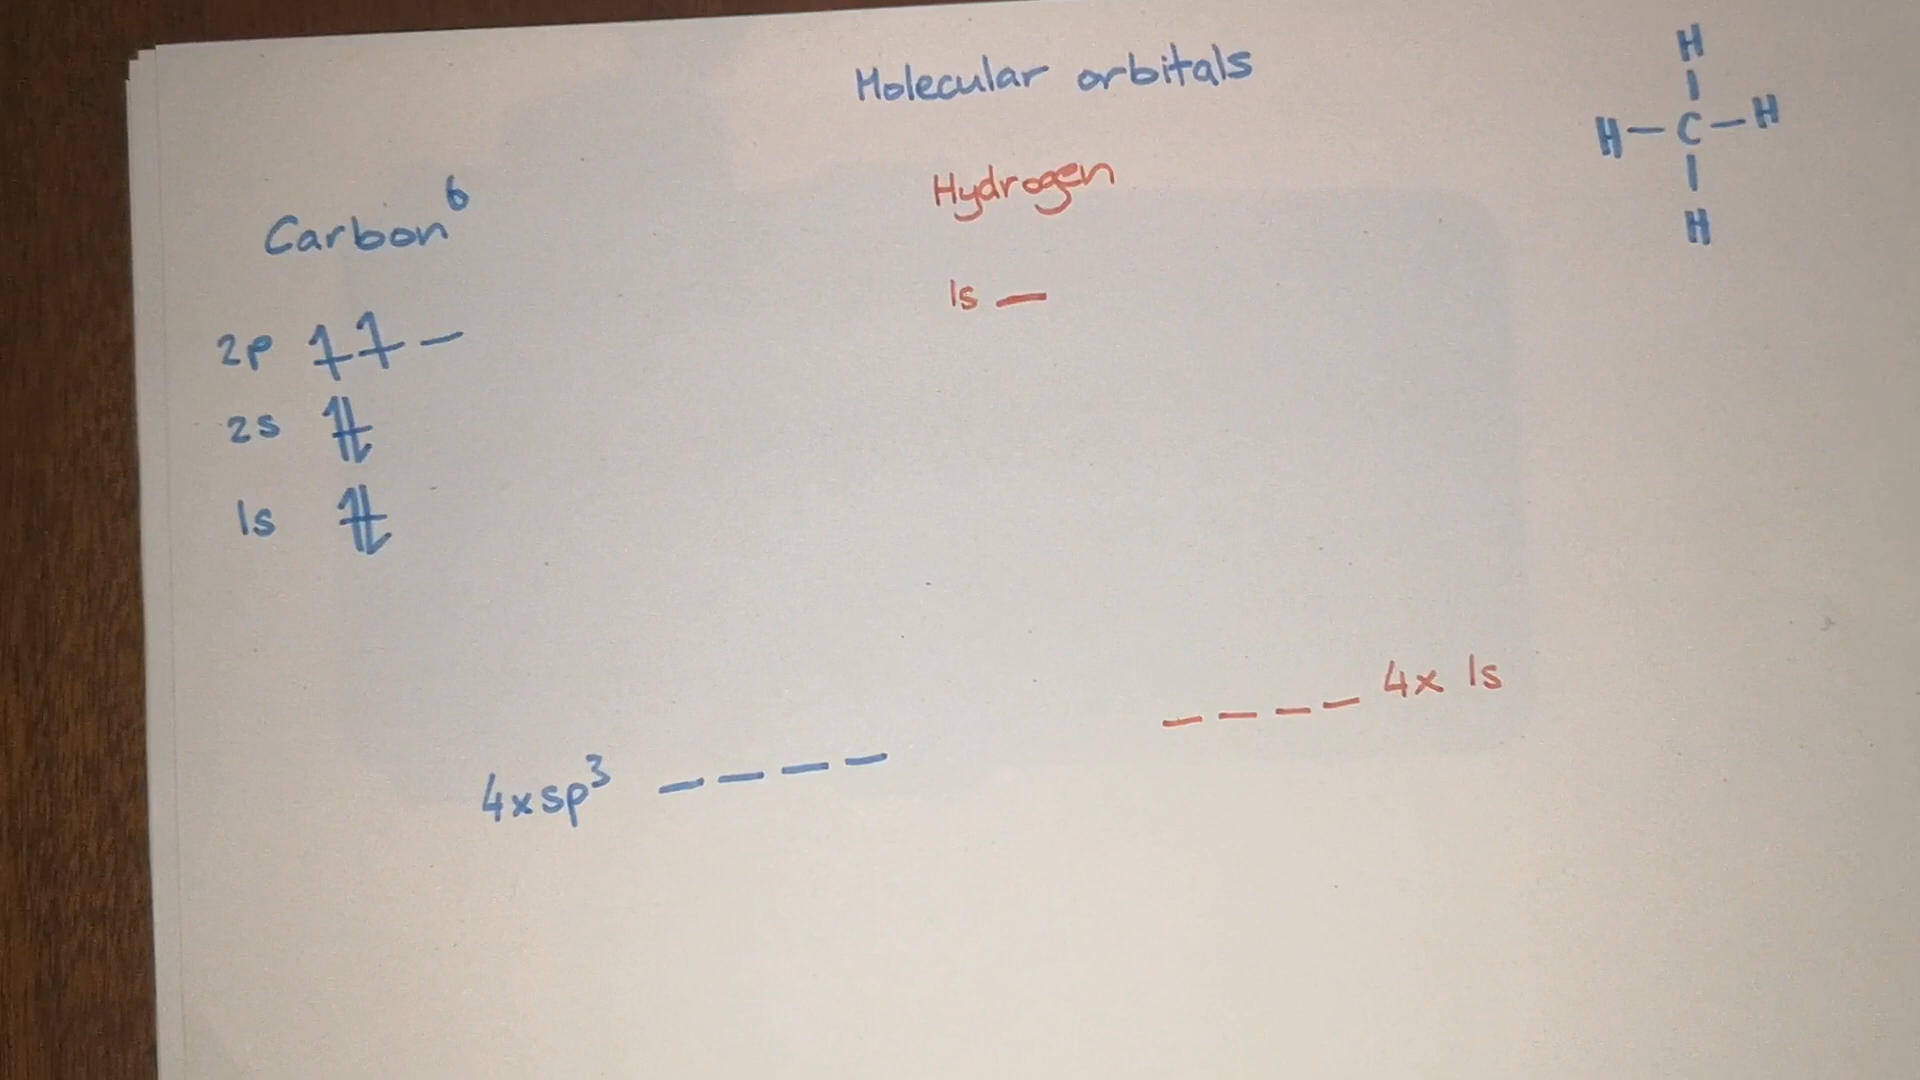 Molecular orbitals
H
H-C-H
H
Carbon⁶
Hydrogen
1s
2p
2s
1s
4x 1s
4xsp³